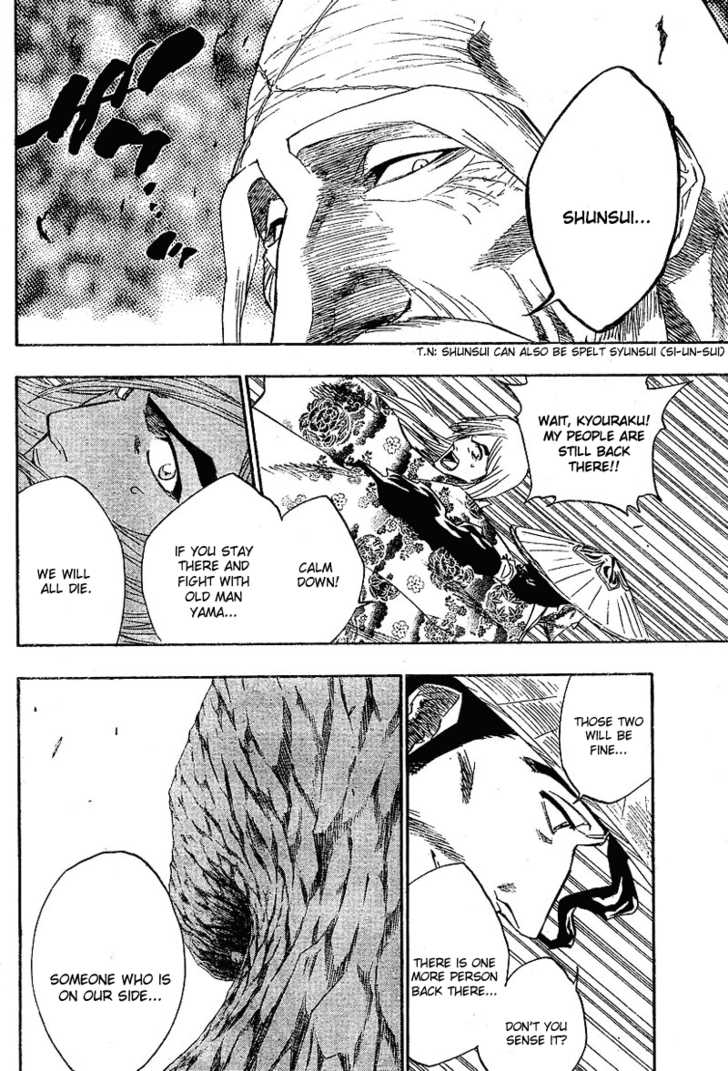 SHUNSUI...
T.N: SHUNSUI CAN ALSO BE SPELT SYUNSUI (SI-UN-SUI)
WAIT, KYOURAKU!
MY PEOPLE ARE
STILL BACK
THERE!!
CALM
DOWN!
IF YOU STAY
THERE AND
FIGHT WITH
OLD MAN
YAMA...
WE WILL
ALL DIE.
THOSE TWO
WILL BE
FINE...
THERE IS ONE
MORE PERSON
BACK THERE...
DON'T YOU
SENSE IT?
SOMEONE WHO IS
ON OUR SIDE...